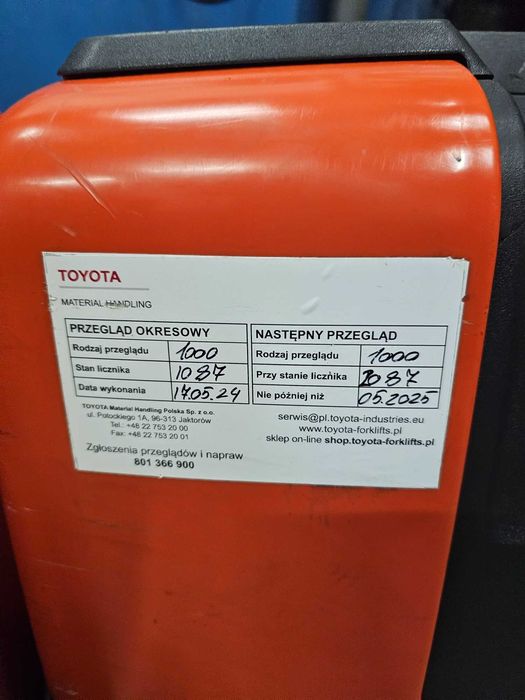 TOYOTA
MATERIAL HANDLING
PRZEGLĄD OKRESOWY
Rodzaj przeglądu 1000
Stan licznika 1087
Data wykonania 17.05.24
NASTĘPNY PRZEGLĄD
Rodzaj przeglądu 1000
Przy stanie licznika 2087
Nie później niż 05.2025
TOYOTA Material Handling Polska Sp. z o.o.
ul. Potockiego 1A, 96-313 Jaktorów
Tel.: +48 22 753 20 00
Fax: +48 22 753 20 01
Zgłoszenia przeglądów i napraw
801 366 900
serwis@pl.toyota-industries.eu
www.toyota-forklifts.pl
sklep on-line shop.toyota-forklifts.pl